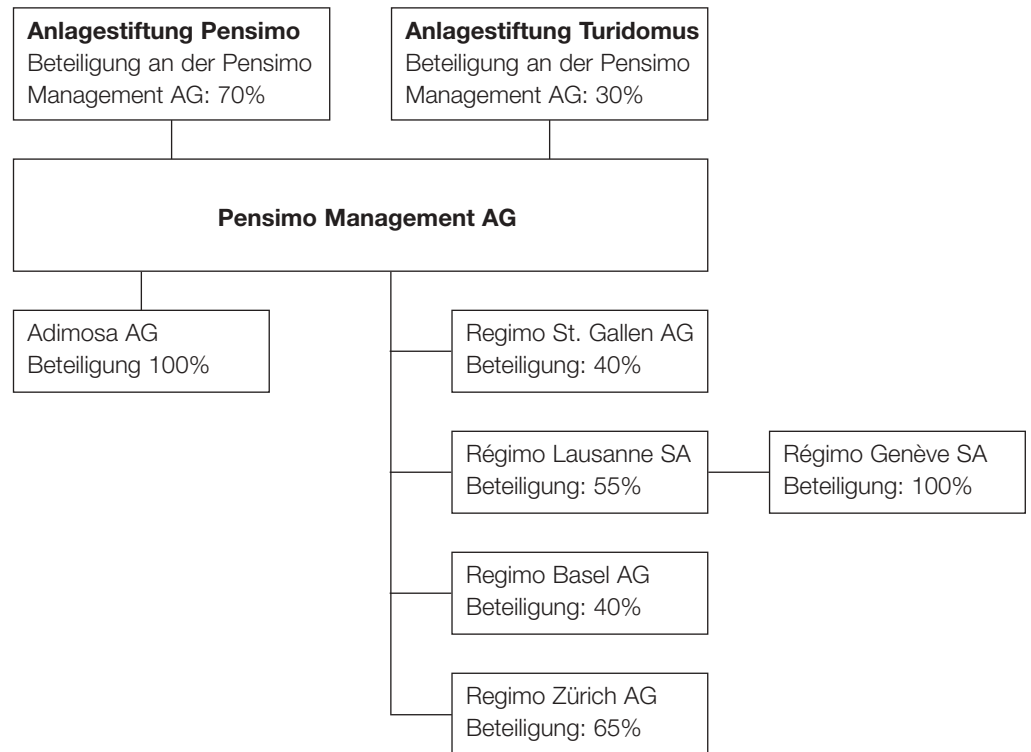 Anlagestiftung Pensimo
Beteiligung an der Pensimo
Management AG: 70%
Anlagestiftung Turidomus
Beteiligung an der Pensimo
Management AG: 30%
Pensimo Management AG
Adimosa AG
Beteiligung 100%
Regimo St. Gallen AG
Beteiligung: 40%
Régimo Lausanne SA
Beteiligung: 55%
Régimo Genève SA
Beteiligung: 100%
Regimo Basel AG
Beteiligung: 40%
Regimo Zürich AG
Beteiligung: 65%